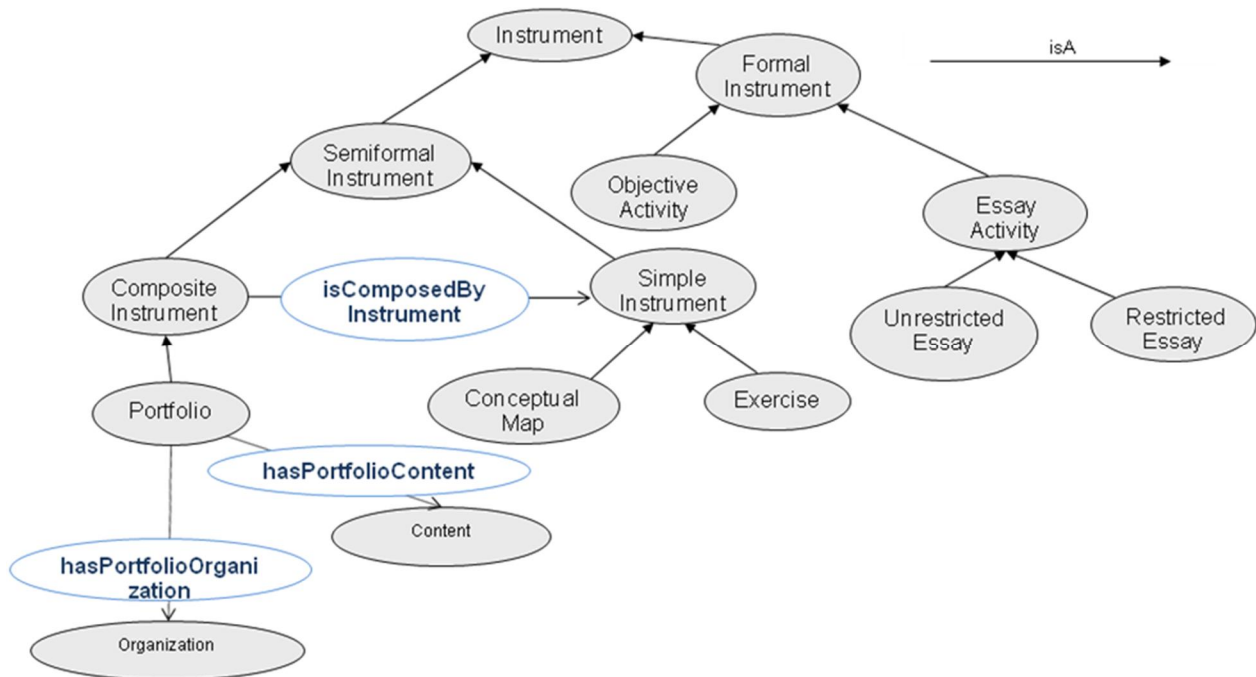 Instrument
isA
Formal
Instrument
Semiformal
Instrument
Objective
Activity
Essay
Activity
Composite
Instrument
isComposedBy
Instrument
Simple
Instrument
Unrestricted
Essay
Restricted
Essay
Portfolio
Conceptual
Map
Exercise
hasPortfolioContent
Content
hasPortfolioOrgani
zation
Organization